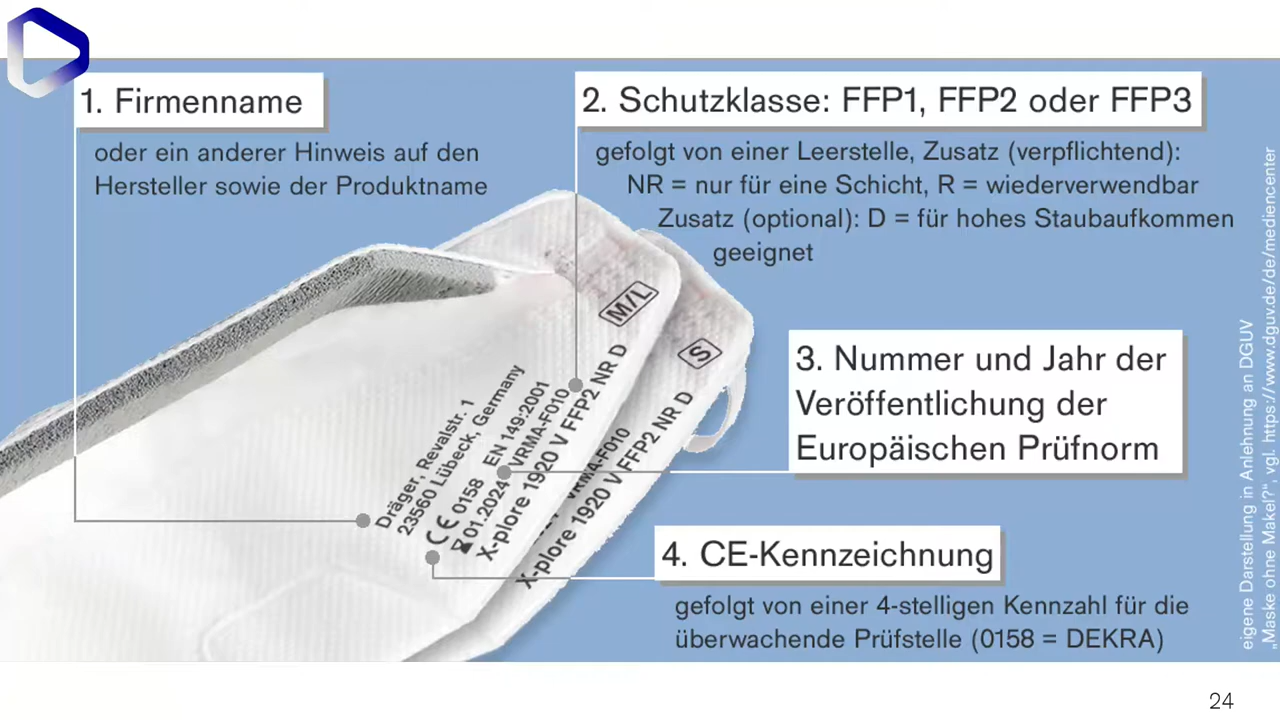 1. Firmenname
oder ein anderer Hinweis auf den
Hersteller sowie der Produktname
2. Schutzklasse: FFP1, FFP2 oder FFP3
gefolgt von einer Leerstelle, Zusatz (verpflichtend):
NR = nur für eine Schicht, R = wiederverwendbar
Zusatz (optional): D = für hohes Staubaufkommen
geeignet
3. Nummer und Jahr der
Veröffentlichung der
Europäischen Prüfnorm
4. CE-Kennzeichnung
gefolgt von einer 4-stelligen Kennzahl für die
überwachende Prüfstelle (0158 = DEKRA)
M/L
Dräger, Revalstr. 1
23560 Lübeck, Germany
CE 0158 EN 149:2001
01.2024 VRMA-F010
X-plore 1920 V FFP2 NR D
S
VRMA-F010
X-plore 1920 V FFP2 NR D
eigene Darstellung in Anlehnung an DGUV
„Maske ohne Makel?“, vgl. https://www.dguv.de/de/mediencenter
24